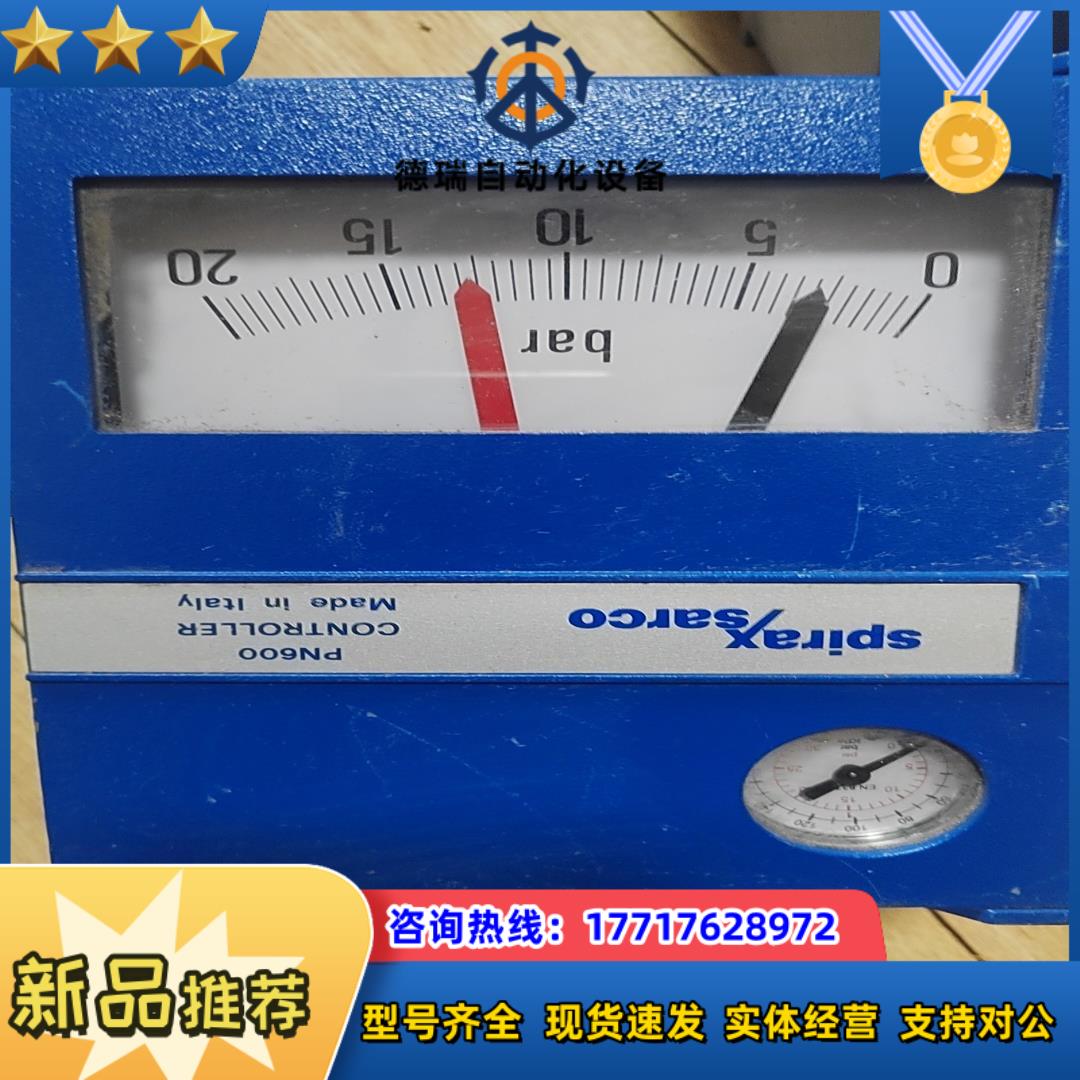 德瑞自动化设备
20 15 10 5 0
bar
spirax
sarco
PN600
CONTROLLER
Made in Italy
咨询热线：17717628972
新品推荐
型号齐全 现货速发 实体经营 支持对公